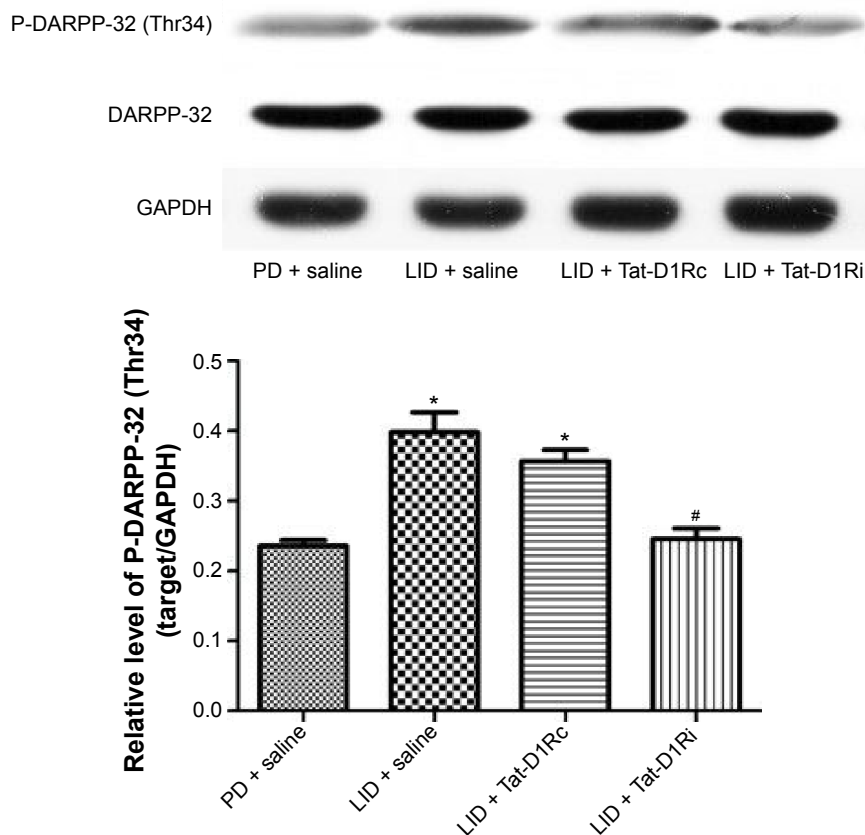 P-DARPP-32 (Thr34)
DARPP-32
GAPDH
PD + saline LID + saline LID + Tat-D1Rc LID + Tat-D1Ri
Relative level of P-DARPP-32 (Thr34)
(target/GAPDH)
0.5
0.4
0.3
0.2
0.1
0.0
*
*
#
PD + saline
LID + saline
LID + Tat-D1Rc
LID + Tat-D1Ri